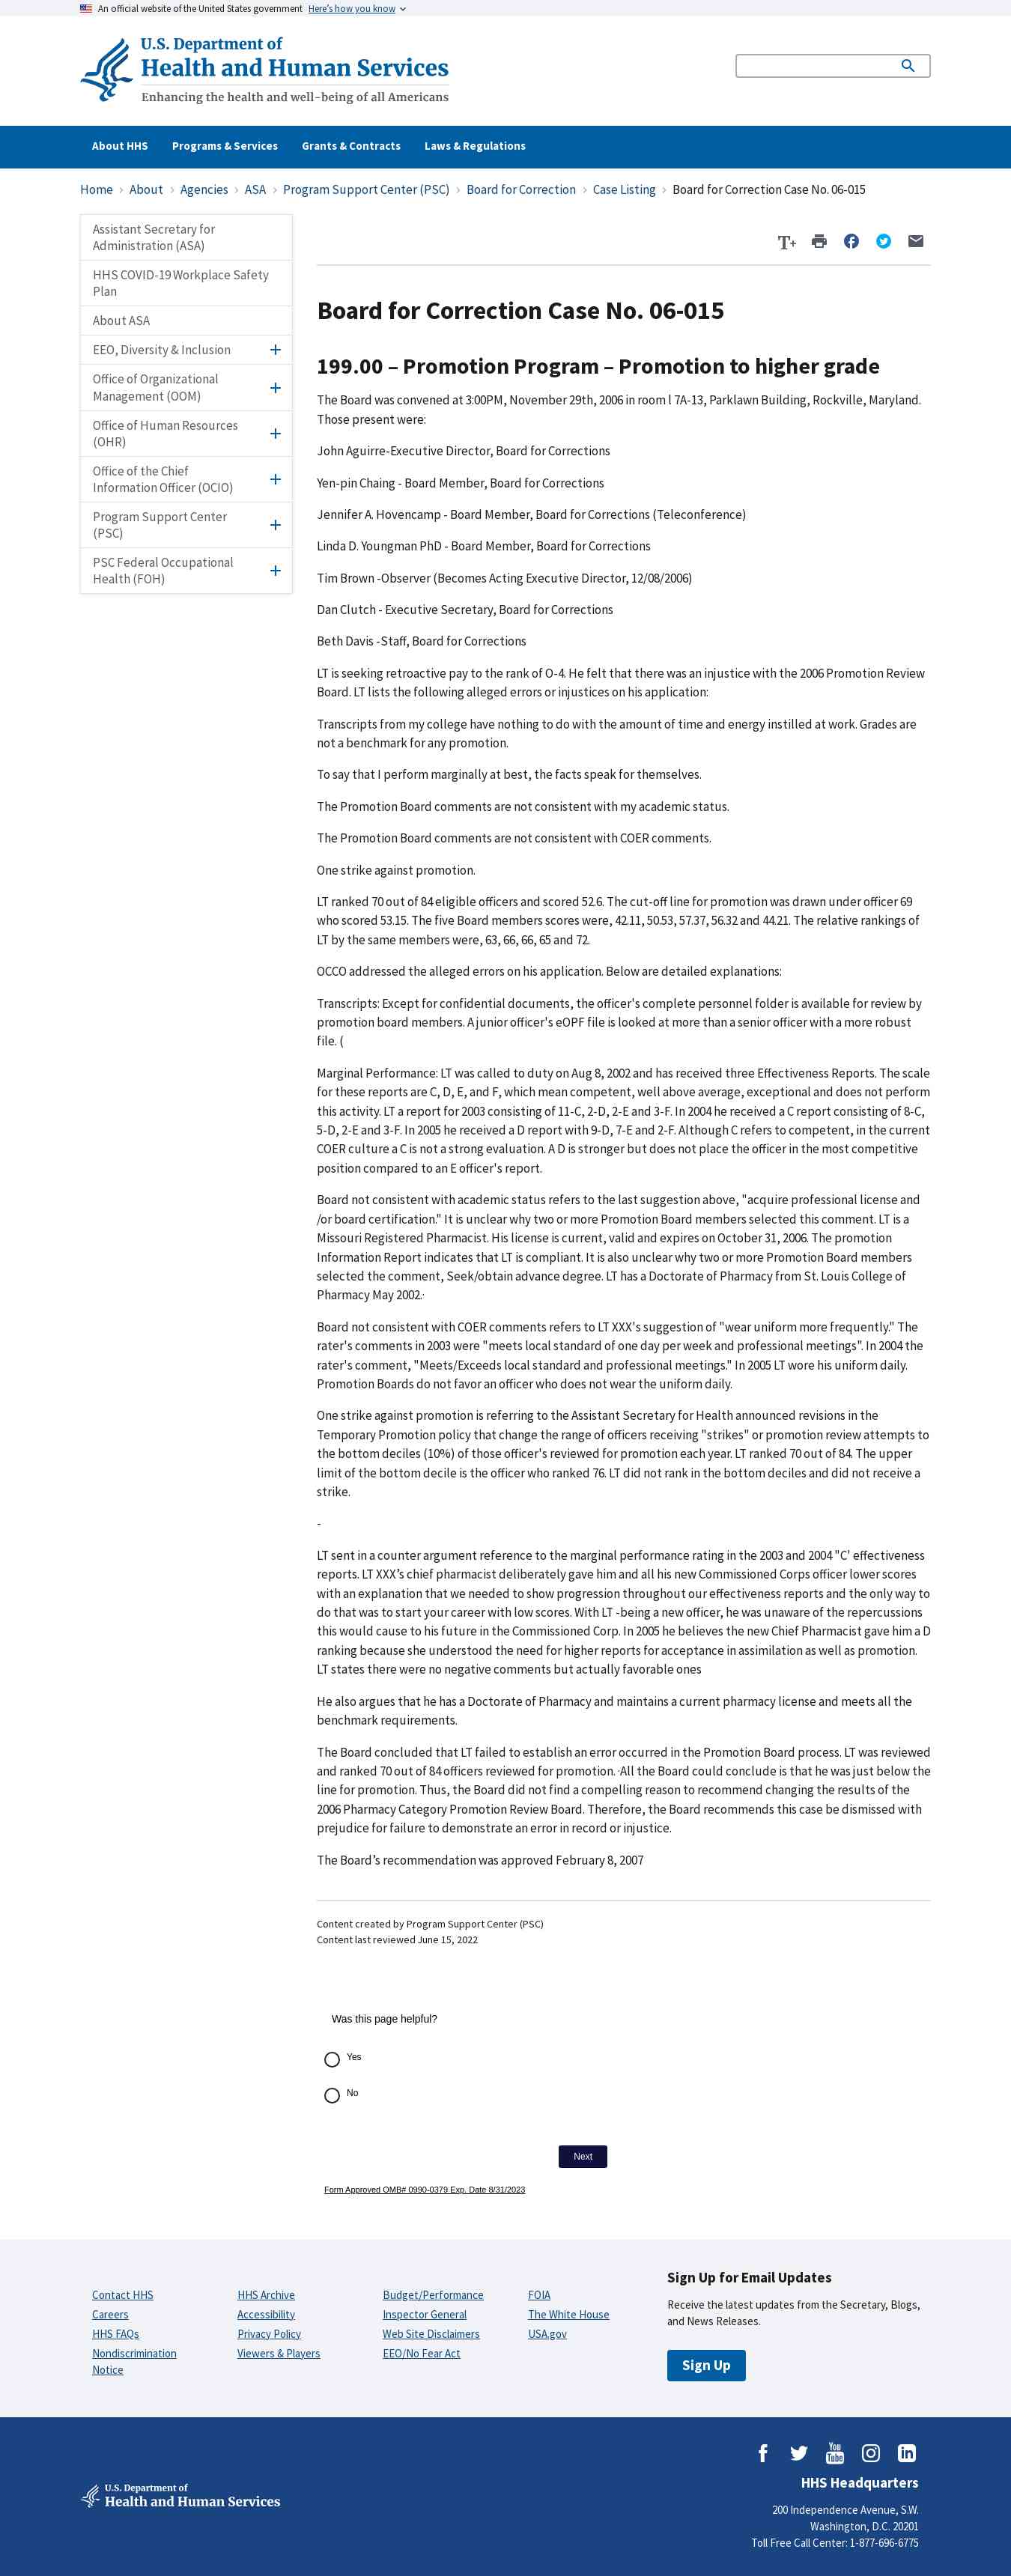 An official website of the United States government Here's how you know
U.S. Department of
Health and Human Services
Enhancing the health and well-being of all Americans
About HHS Programs & Services Grants & Contracts Laws & Regulations
Home › About › Agencies › ASA › Program Support Center (PSC) › Board for Correction › Case Listing › Board for Correction Case No. 06-015
Assistant Secretary for
Administration (ASA)
HHS COVID-19 Workplace Safety
Plan
About ASA
EEO, Diversity & Inclusion
Office of Organizational
Management (OOM)
Office of Human Resources
(OHR)
Office of the Chief
Information Officer (OCIO)
Program Support Center
(PSC)
PSC Federal Occupational
Health (FOH)
T+
Board for Correction Case No. 06-015
199.00 – Promotion Program – Promotion to higher grade
The Board was convened at 3:00PM, November 29th, 2006 in room l 7A-13, Parklawn Building, Rockville, Maryland.
Those present were:
John Aguirre-Executive Director, Board for Corrections
Yen-pin Chaing - Board Member, Board for Corrections
Jennifer A. Hovencamp - Board Member, Board for Corrections (Teleconference)
Linda D. Youngman PhD - Board Member, Board for Corrections
Tim Brown -Observer (Becomes Acting Executive Director, 12/08/2006)
Dan Clutch - Executive Secretary, Board for Corrections
Beth Davis -Staff, Board for Corrections
LT is seeking retroactive pay to the rank of O-4. He felt that there was an injustice with the 2006 Promotion Review
Board. LT lists the following alleged errors or injustices on his application:
Transcripts from my college have nothing to do with the amount of time and energy instilled at work. Grades are
not a benchmark for any promotion.
To say that I perform marginally at best, the facts speak for themselves.
The Promotion Board comments are not consistent with my academic status.
The Promotion Board comments are not consistent with COER comments.
One strike against promotion.
LT ranked 70 out of 84 eligible officers and scored 52.6. The cut-off line for promotion was drawn under officer 69
who scored 53.15. The five Board members scores were, 42.11, 50.53, 57.37, 56.32 and 44.21. The relative rankings of
LT by the same members were, 63, 66, 66, 65 and 72.
OCCO addressed the alleged errors on his application. Below are detailed explanations:
Transcripts: Except for confidential documents, the officer's complete personnel folder is available for review by
promotion board members. A junior officer's eOPF file is looked at more than a senior officer with a more robust
file. (
Marginal Performance: LT was called to duty on Aug 8, 2002 and has received three Effectiveness Reports. The scale
for these reports are C, D, E, and F, which mean competent, well above average, exceptional and does not perform
this activity. LT a report for 2003 consisting of 11-C, 2-D, 2-E and 3-F. In 2004 he received a C report consisting of 8-C,
5-D, 2-E and 3-F. In 2005 he received a D report with 9-D, 7-E and 2-F. Although C refers to competent, in the current
COER culture a C is not a strong evaluation. A D is stronger but does not place the officer in the most competitive
position compared to an E officer's report.
Board not consistent with academic status refers to the last suggestion above, "acquire professional license and
/or board certification." It is unclear why two or more Promotion Board members selected this comment. LT is a
Missouri Registered Pharmacist. His license is current, valid and expires on October 31, 2006. The promotion
Information Report indicates that LT is compliant. It is also unclear why two or more Promotion Board members
selected the comment, Seek/obtain advance degree. LT has a Doctorate of Pharmacy from St. Louis College of
Pharmacy May 2002.·
Board not consistent with COER comments refers to LT XXX's suggestion of "wear uniform more frequently." The
rater's comments in 2003 were "meets local standard of one day per week and professional meetings". In 2004 the
rater's comment, "Meets/Exceeds local standard and professional meetings." In 2005 LT wore his uniform daily.
Promotion Boards do not favor an officer who does not wear the uniform daily.
One strike against promotion is referring to the Assistant Secretary for Health announced revisions in the
Temporary Promotion policy that change the range of officers receiving "strikes" or promotion review attempts to
the bottom deciles (10%) of those officer's reviewed for promotion each year. LT ranked 70 out of 84. The upper
limit of the bottom decile is the officer who ranked 76. LT did not rank in the bottom deciles and did not receive a
strike.
-
LT sent in a counter argument reference to the marginal performance rating in the 2003 and 2004 "C' effectiveness
reports. LT XXX’s chief pharmacist deliberately gave him and all his new Commissioned Corps officer lower scores
with an explanation that we needed to show progression throughout our effectiveness reports and the only way to
do that was to start your career with low scores. With LT -being a new officer, he was unaware of the repercussions
this would cause to his future in the Commissioned Corp. In 2005 he believes the new Chief Pharmacist gave him a D
ranking because she understood the need for higher reports for acceptance in assimilation as well as promotion.
LT states there were no negative comments but actually favorable ones
He also argues that he has a Doctorate of Pharmacy and maintains a current pharmacy license and meets all the
benchmark requirements.
The Board concluded that LT failed to establish an error occurred in the Promotion Board process. LT was reviewed
and ranked 70 out of 84 officers reviewed for promotion. ·All the Board could conclude is that he was just below the
line for promotion. Thus, the Board did not find a compelling reason to recommend changing the results of the
2006 Pharmacy Category Promotion Review Board. Therefore, the Board recommends this case be dismissed with
prejudice for failure to demonstrate an error in record or injustice.
The Board’s recommendation was approved February 8, 2007
Content created by Program Support Center (PSC)
Content last reviewed June 15, 2022
Was this page helpful?
Yes
No
Next
Form Approved OMB# 0990-0379 Exp. Date 8/31/2023
Contact HHS
Careers
HHS FAQs
Nondiscrimination
Notice
HHS Archive
Accessibility
Privacy Policy
Viewers & Players
Budget/Performance
Inspector General
Web Site Disclaimers
EEO/No Fear Act
FOIA
The White House
USA.gov
Sign Up for Email Updates
Receive the latest updates from the Secretary, Blogs,
and News Releases.
Sign Up
You
Tube
U.S. Department of
Health and Human Services
HHS Headquarters
200 Independence Avenue, S.W.
Washington, D.C. 20201
Toll Free Call Center: 1-877-696-6775